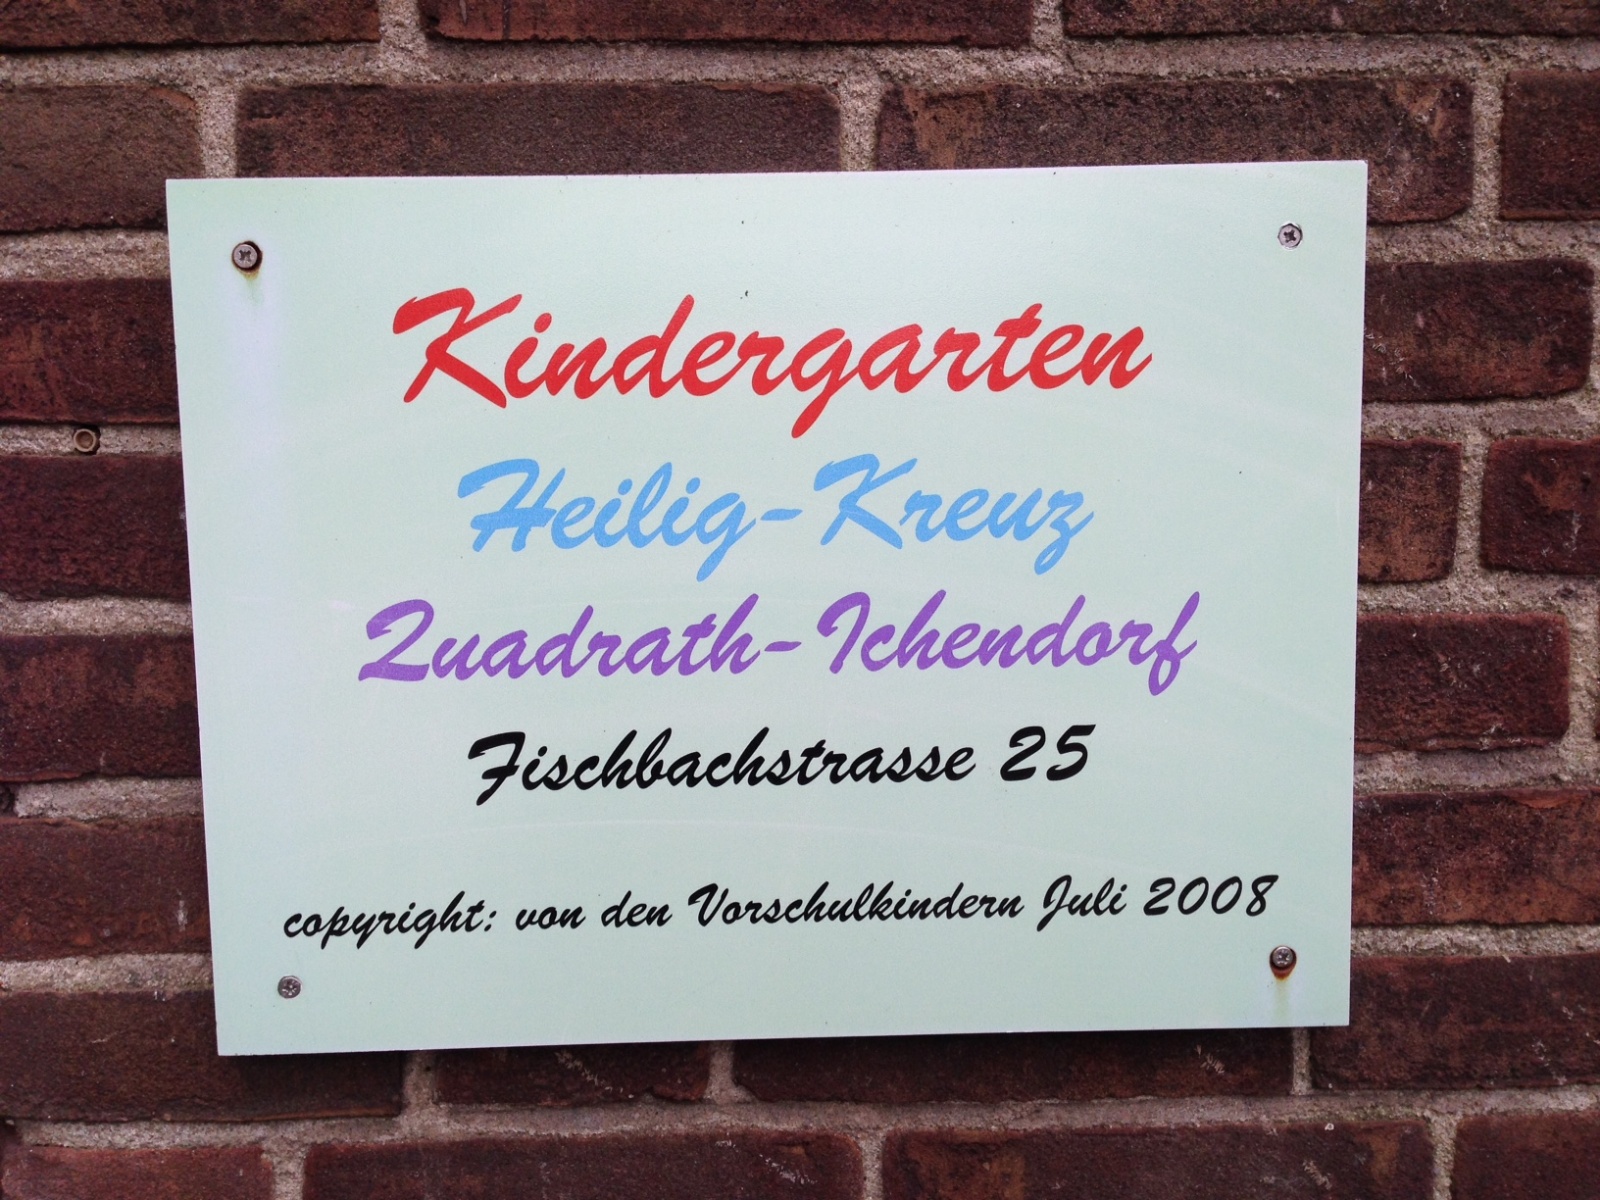 Kindergarten
Heilig-Kreuz
Quadrath-Ichendorf
Fischbachstrasse 25
copyright: von den Vorschulkindern Juli 2008